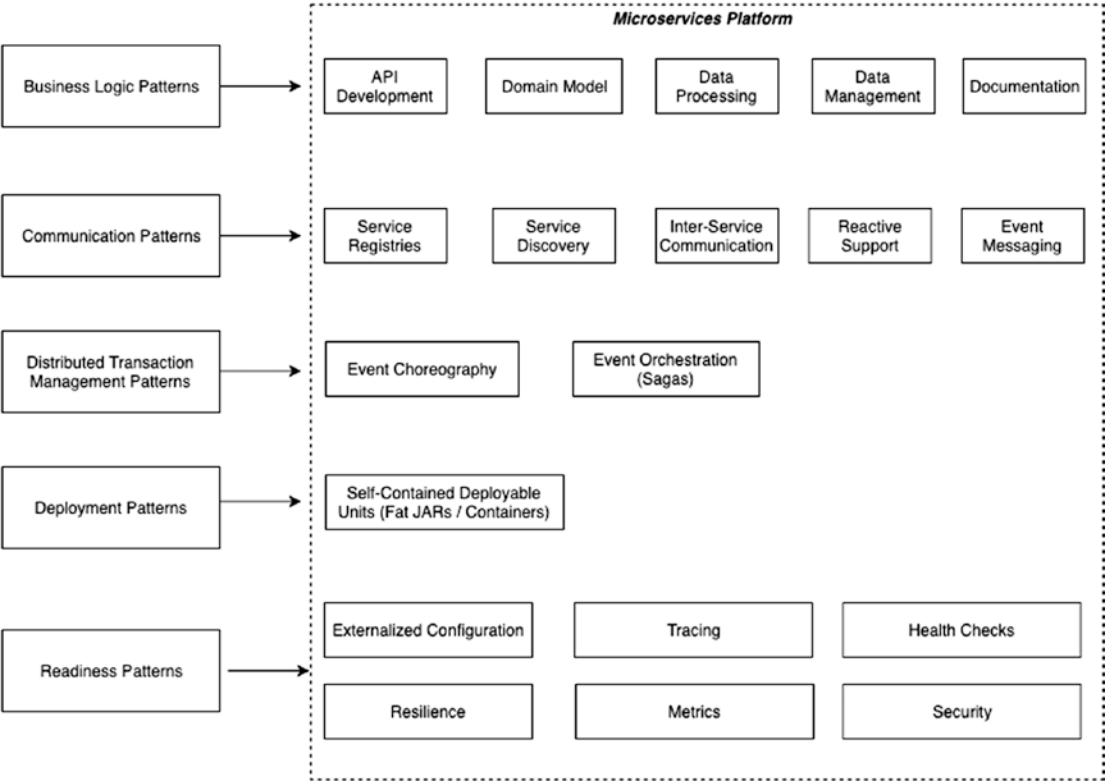 Microservices Platform
Business Logic Patterns
API
Development
Domain Model
Data
Processing
Data
Management
Documentation
Communication Patterns
Service
Registries
Service
Discovery
Inter-Service
Communication
Reactive
Support
Event
Messaging
Distributed Transaction
Management Patterns
Event Choreography
Event Orchestration
(Sagas)
Deployment Patterns
Self-Contained Deployable
Units (Fat JARs / Containers)
Readiness Patterns
Externalized Configuration
Tracing
Health Checks
Resilience
Metrics
Security